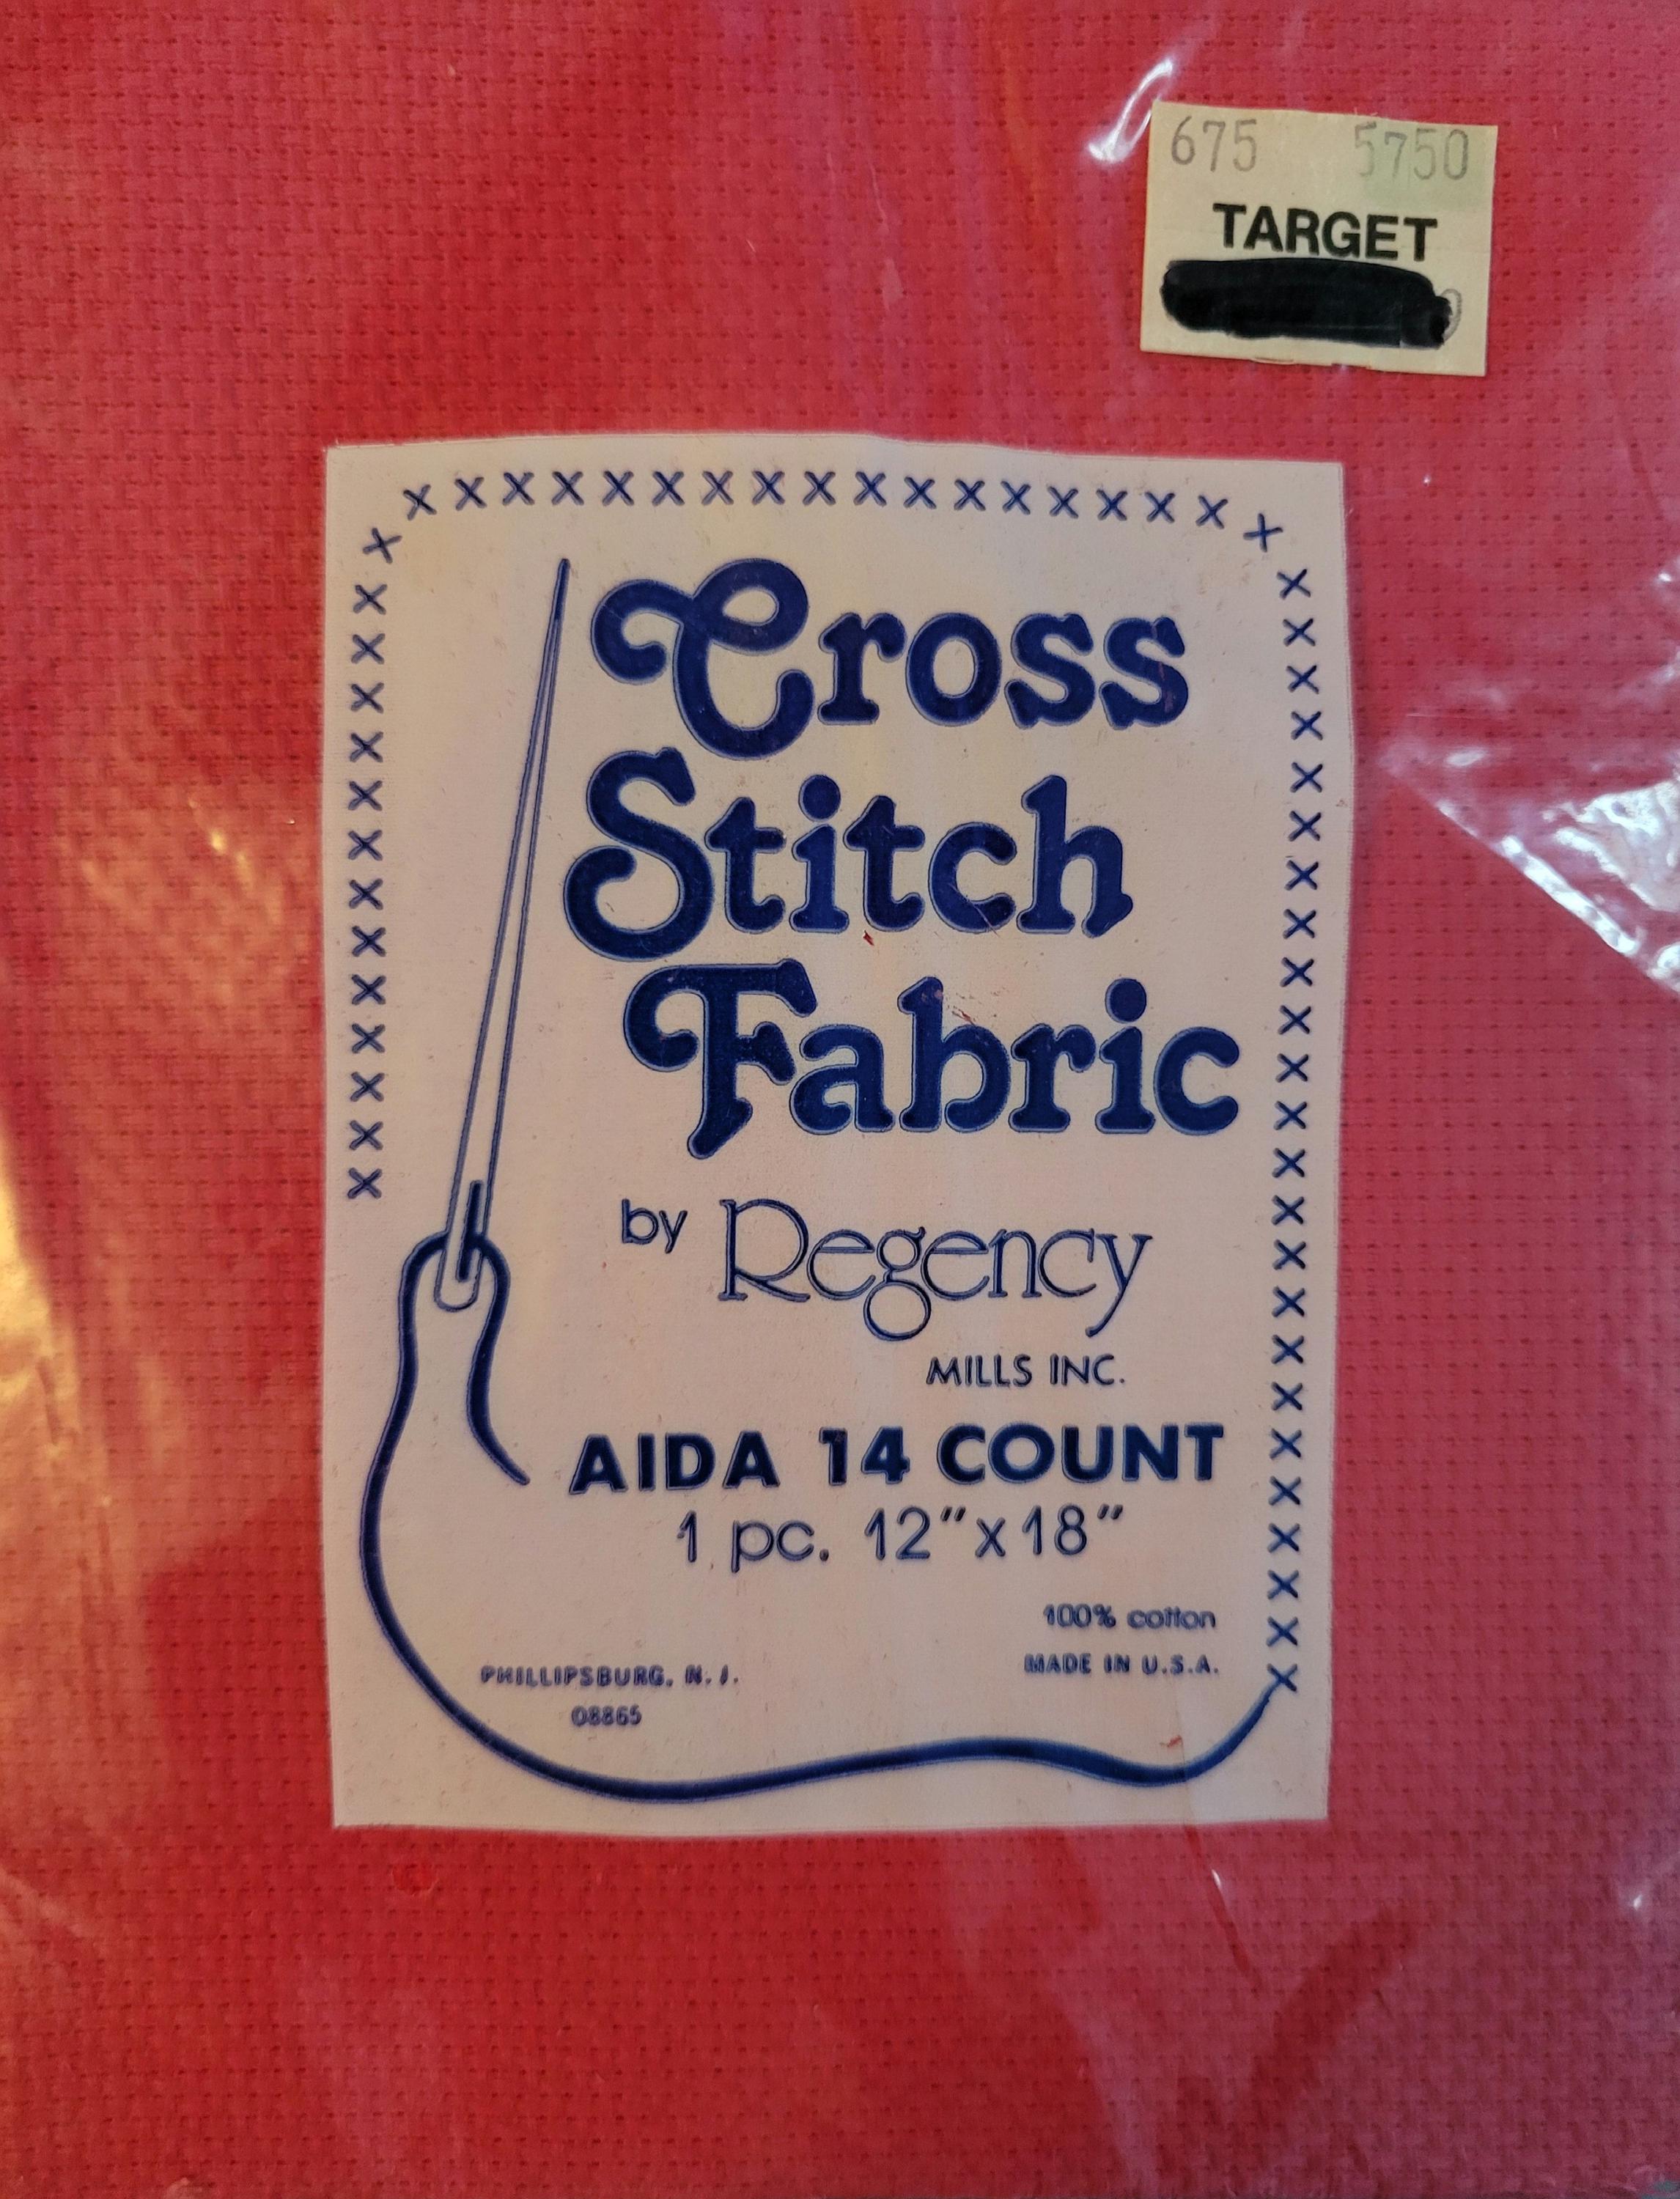 675 5750
TARGET
Cross
Stitch
Fabric
by Regency
MILLS INC.
AIDA 14 COUNT
1 pc. 12"x18"
100% cotton
MADE IN U.S.A.
PHILLIPSBURG, N.J.
08865